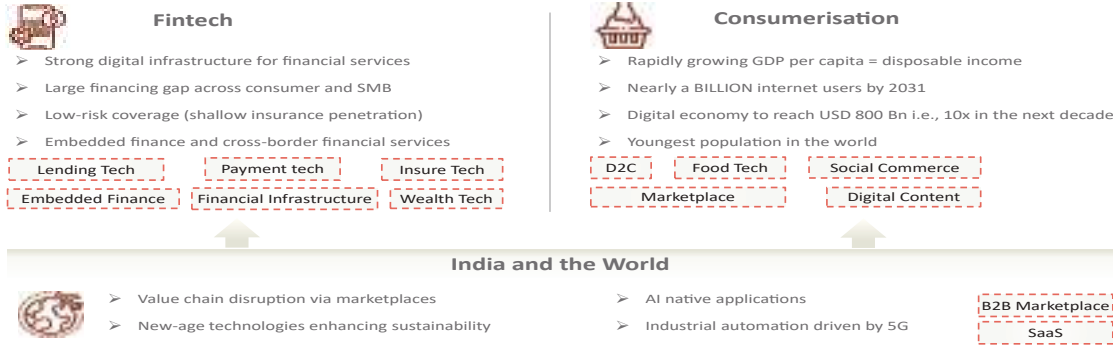 Fintech
Strong digital infrastructure for financial services
Large financing gap across consumer and SMB
Low-risk coverage (shallow insurance penetration)
Embedded finance and cross-border financial services
Lending Tech
Payment tech
Insure Tech
Embedded Finance
Financial Infrastructure
Wealth Tech
Consumerisation
Rapidly growing GDP per capita = disposable income
Nearly a BILLION internet users by 2031
Digital economy to reach USD 800 Bn i.e., 10x in the next decade
Youngest population in the world
D2C
Food Tech
Social Commerce
Marketplace
Digital Content
India and the World
Value chain disruption via marketplaces
New-age technologies enhancing sustainability
AI native applications
Industrial automation driven by 5G
B2B Marketplace
SaaS